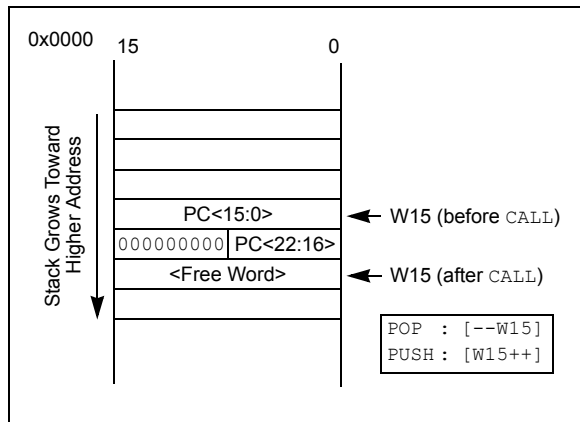 0x0000
15 0
Stack Grows Toward
Higher Address
PC<15:0>
W15 (before CALL)
000000000 PC<22:16>
<Free Word>
W15 (after CALL)
POP : [--W15]
PUSH : [W15++]